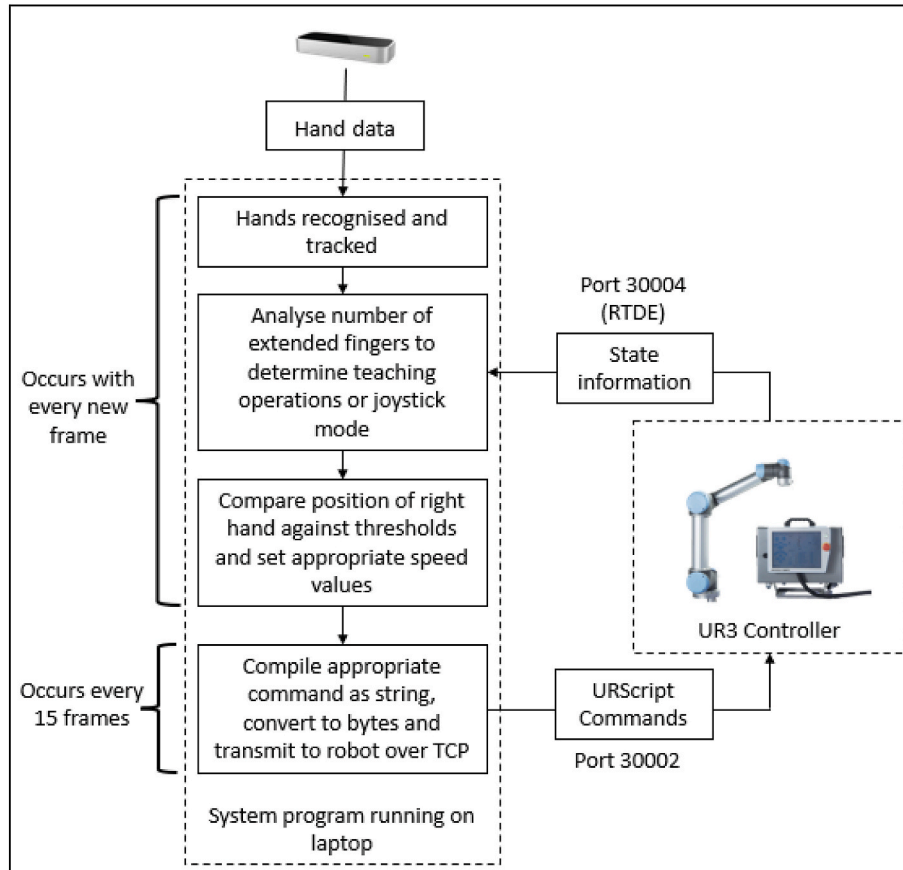 Hand data
Hands recognised and
tracked
Analyse number of
extended fingers to
determine teaching
operations or joystick
mode
Compare position of right
hand against thresholds
and set appropriate speed
values
Compile appropriate
command as string,
convert to bytes and
transmit to robot over TCP
System program running on
laptop
Occurs with
every new
frame
Occurs every
15 frames
Port 30004
(RTDE)
State
information
UR3 Controller
URScript
Commands
Port 30002